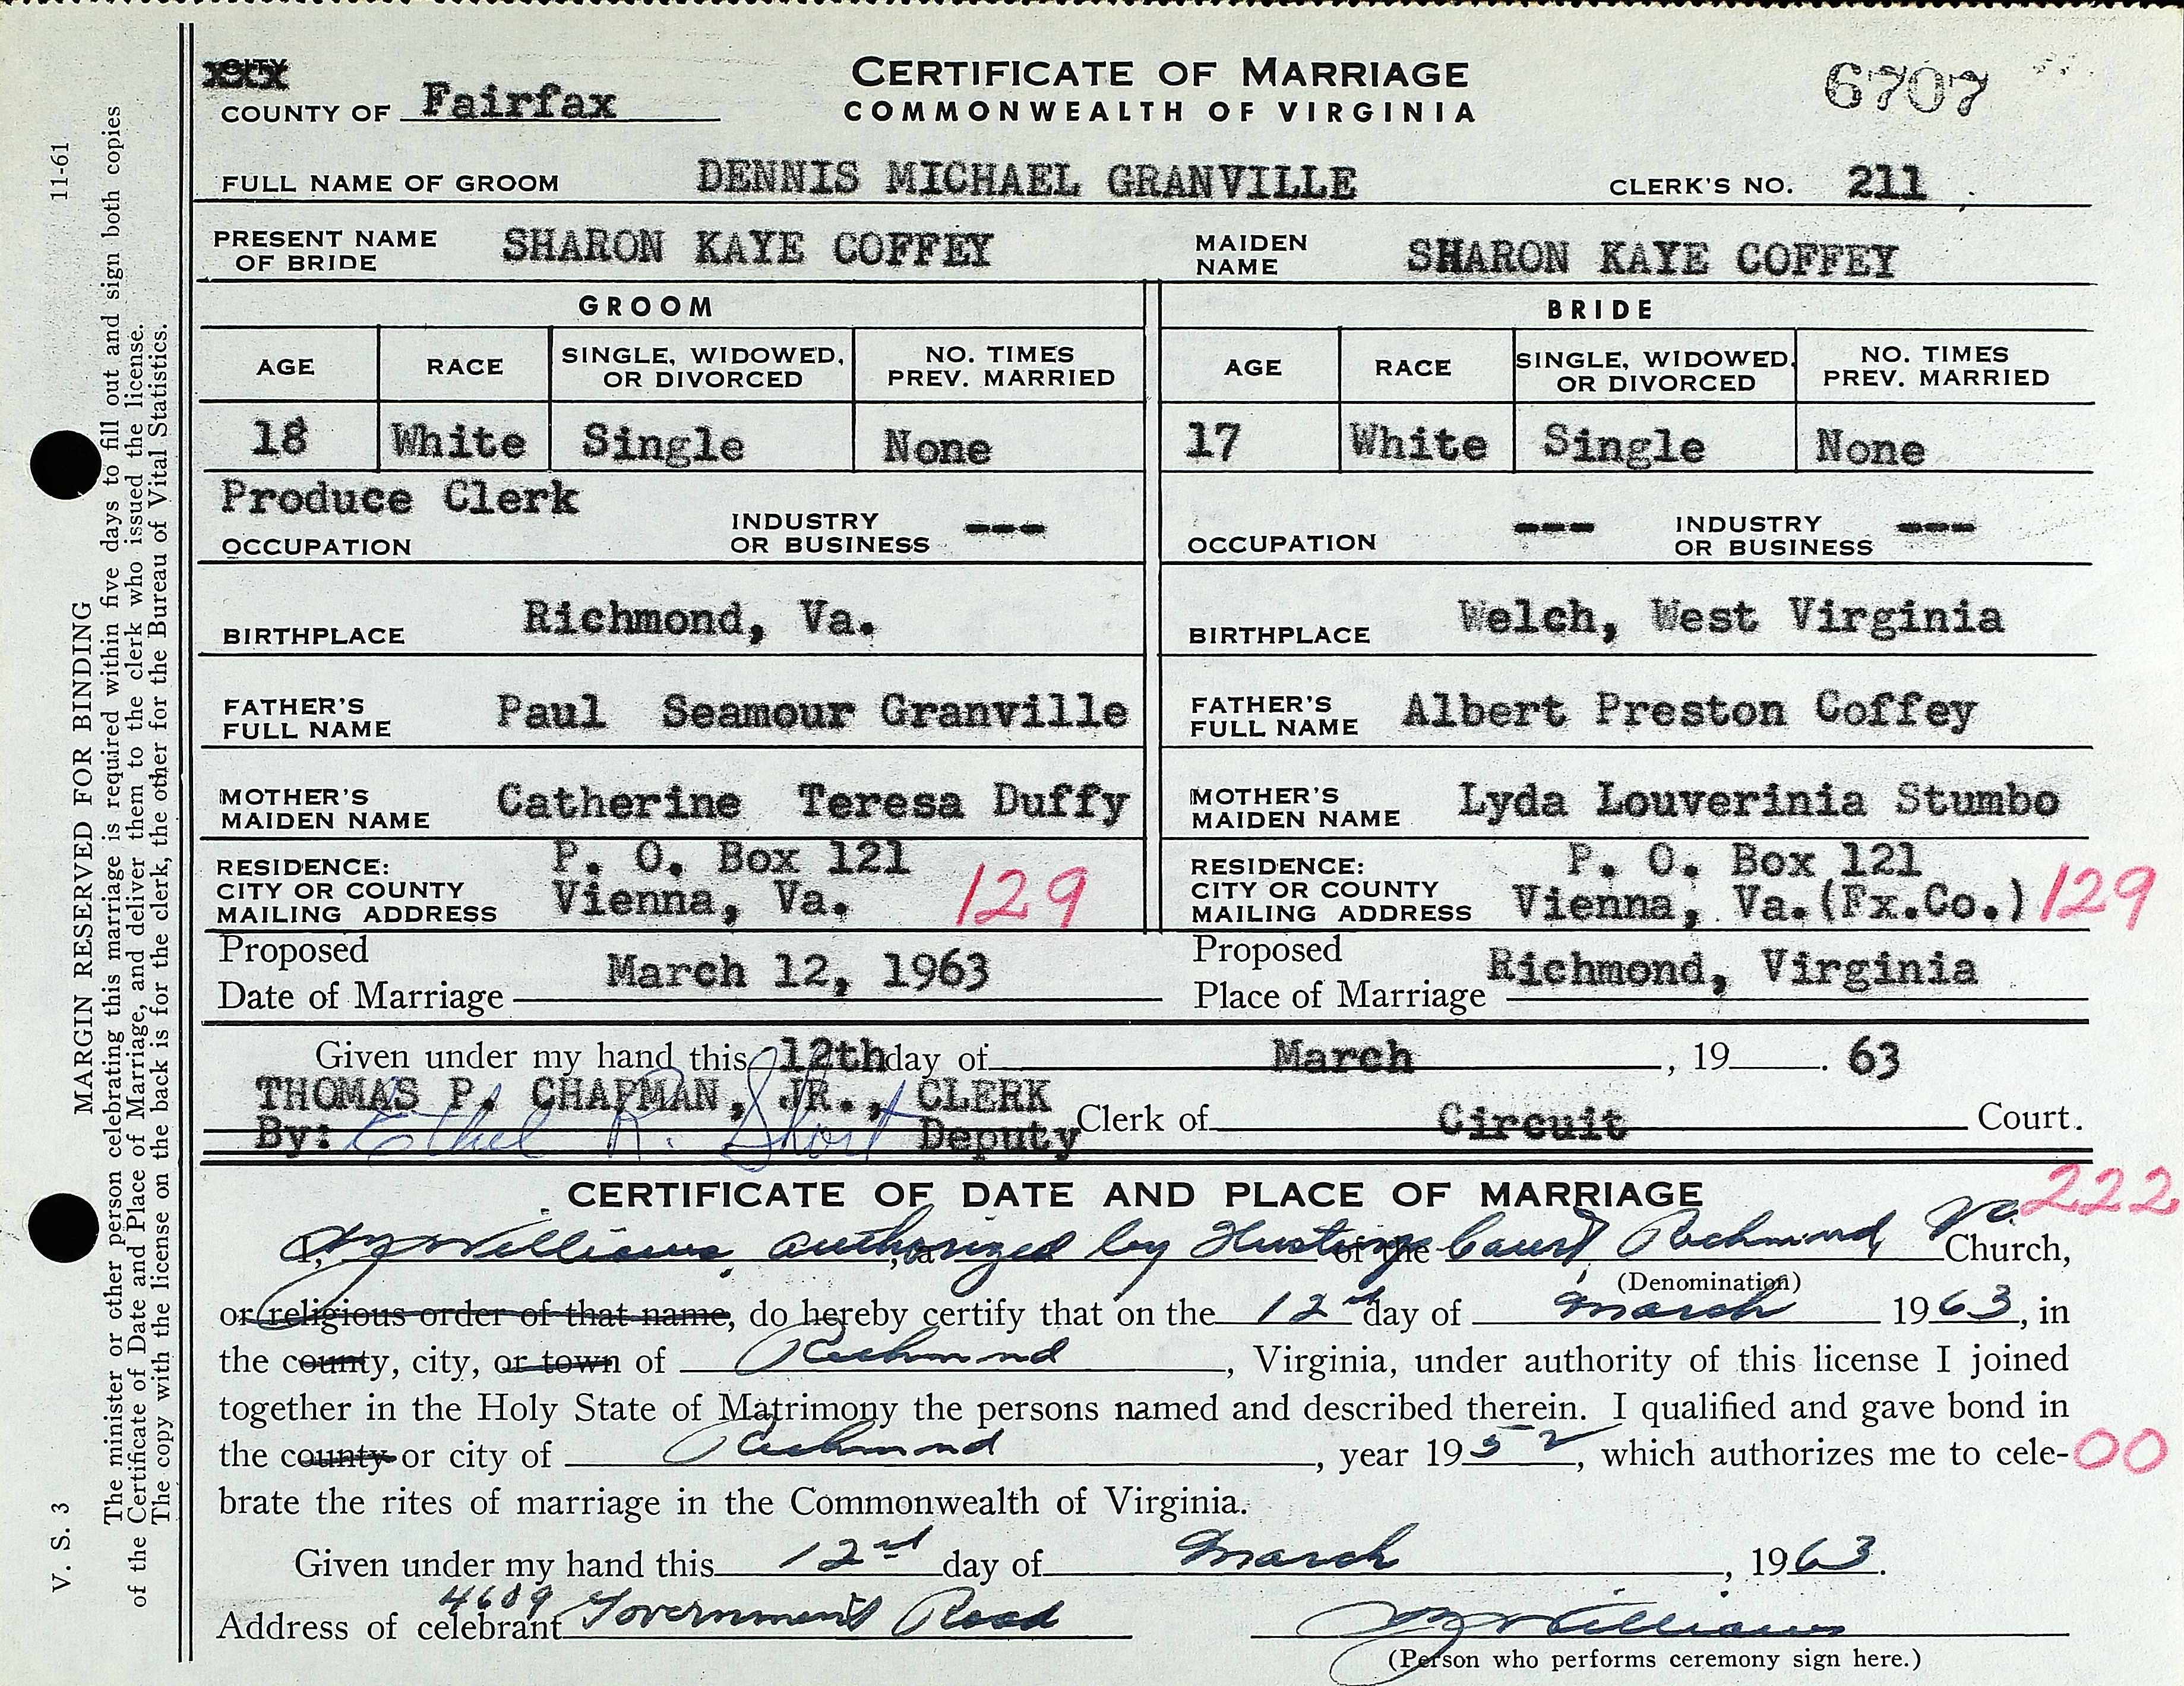 CITY
COUNTY OF Fairfax
CERTIFICATE OF MARRIAGE
COMMONWEALTH OF VIRGINIA
6707
FULL NAME OF GROOM DENNIS MICHAEL GRANVILLE CLERK'S NO. 211
PRESENT NAME OF BRIDE SHARON KAYE COFFEY MAIDEN NAME SHARON KAYE COFFEY
GROOM BRIDE
AGE RACE SINGLE, WIDOWED, OR DIVORCED NO. TIMES PREV. MARRIED AGE RACE SINGLE, WIDOWED, OR DIVORCED NO. TIMES PREV. MARRIED
18 White Single None 17 White Single None
Produce Clerk
OCCUPATION INDUSTRY OR BUSINESS --- OCCUPATION --- INDUSTRY OR BUSINESS ---
BIRTHPLACE Richmond, Va. BIRTHPLACE Welch, West Virginia
FATHER'S FULL NAME Paul Seamour Granville FATHER'S FULL NAME Albert Preston Coffey
MOTHER'S MAIDEN NAME Catherine Teresa Duffy MOTHER'S MAIDEN NAME Lyda Louverinia Stumbo
RESIDENCE: CITY OR COUNTY MAILING ADDRESS P. O. Box 121 Vienna, Va. 129 RESIDENCE: CITY OR COUNTY MAILING ADDRESS P. O. Box 121 Vienna, Va.(Fx.Co.) 129
Proposed Date of Marriage March 12, 1963 Proposed Place of Marriage Richmond, Virginia
Given under my hand this 12th day of March, 19 . 63
THOMAS P. CHAPMAN, JR., CLERK
By: Ethel R. Short Deputy Clerk of Circuit Court.
CERTIFICATE OF DATE AND PLACE OF MARRIAGE
222
I, Williams, a authorized by Hustings of the Court Richmond, Va. Church,
(Denomination)
or religious order of that name, do hereby certify that on the 12nd day of March 1963, in
the county, city, or town of Richmond, Virginia, under authority of this license I joined
together in the Holy State of Matrimony the persons named and described therein. I qualified and gave bond in
the county or city of Richmond, year 1952, which authorizes me to cele- 00
brate the rites of marriage in the Commonwealth of Virginia.
Given under my hand this 12nd day of March, 1963.
Address of celebrant 4609 Government Road Williams
(Person who performs ceremony sign here.)
V. S. 3 11-61
MARGIN RESERVED FOR BINDING
The minister or other person celebrating this marriage is required within five days to fill out and sign both copies
of the Certificate of Date and Place of Marriage, and deliver them to the clerk who issued the license.
The copy with the license on the back is for the clerk, the other for the Bureau of Vital Statistics.